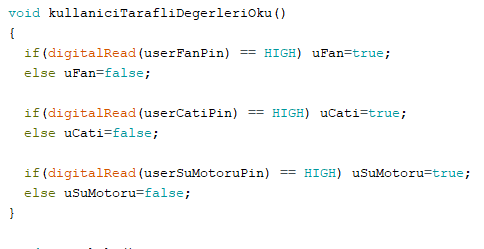 void kullaniciTarafliDegerleriOku()
{
if(digitalRead(userFanPin) == HIGH) uFan=true;
else uFan=false;
if(digitalRead(userCatiPin) == HIGH) uCati=true;
else uCati=false;
if(digitalRead(userSuMotoruPin) == HIGH) uSuMotoru=true;
else uSuMotoru=false;
}